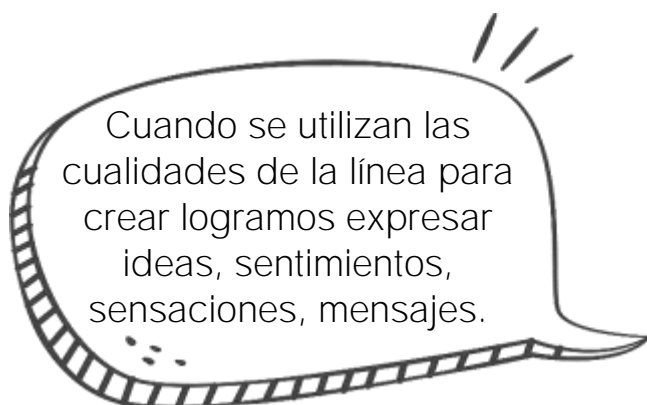 Cuando se utilizan las
cualidades de la línea para
crear logramos expresar
ideas, sentimientos,
sensaciones, mensajes.